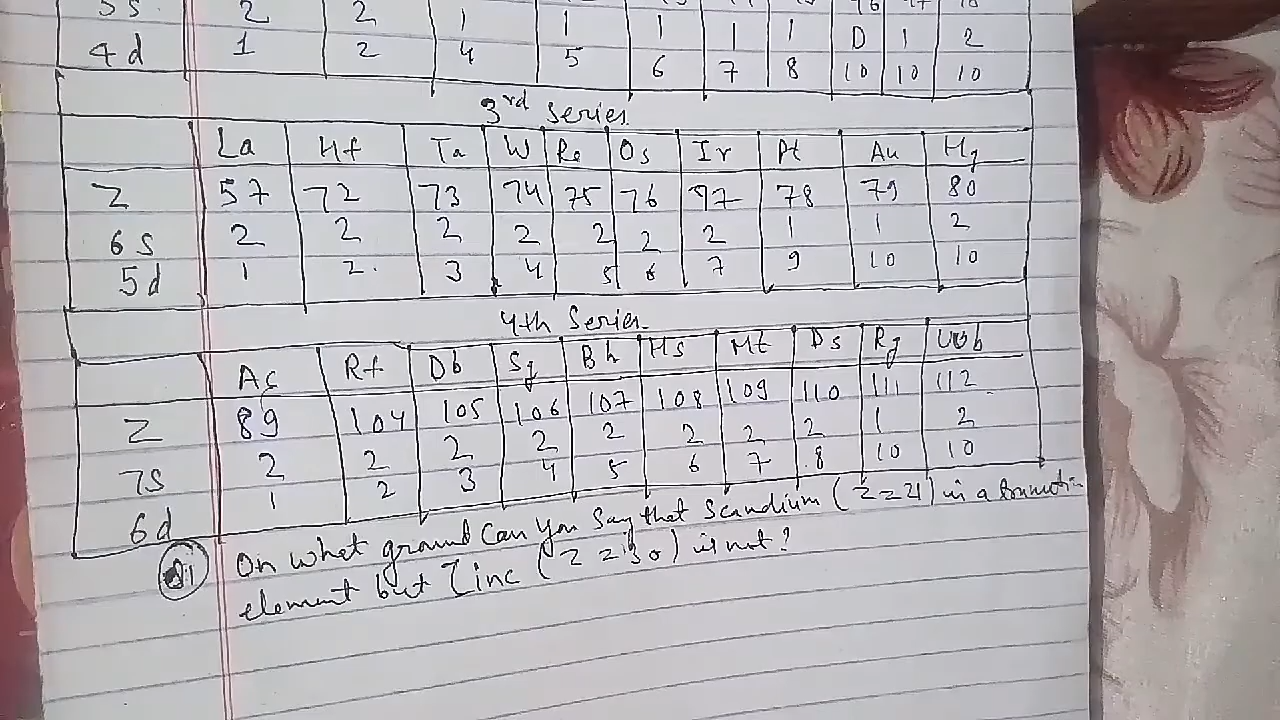 5s 2 2 1 1 1 1 1 0 1 2
4d 1 2 4 5 6 7 8 10 10 10
3rd Series
La Hf Ta W Re Os Ir Pt Au Hg
Z 57 72 73 74 75 76 77 78 79 80
6s 2 2 2 2 2 2 2 1 1 2
5d 1 2 3 4 5 6 7 9 10 10
4th Series
Ac Rf Db Sg Bh Hs Mt Ds Rg Uub
Z 89 104 105 106 107 108 109 110 111 112
7s 2 2 2 2 2 2 2 2 1 2
6d 1 2 3 4 5 6 7 8 10 10
Q1 On what ground can you say that Scandium (Z=21) is a transition
element but Zinc (Z=30) is not?